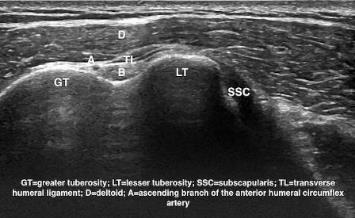 D
A TL
B
GT
LT
SSC
GT=greater tuberosity; LT=lesser tuberosity; SSC=subscapularis; TL=transverse
humeral ligament; D=deltoid; A=ascending branch of the anterior humeral circumflex
artery